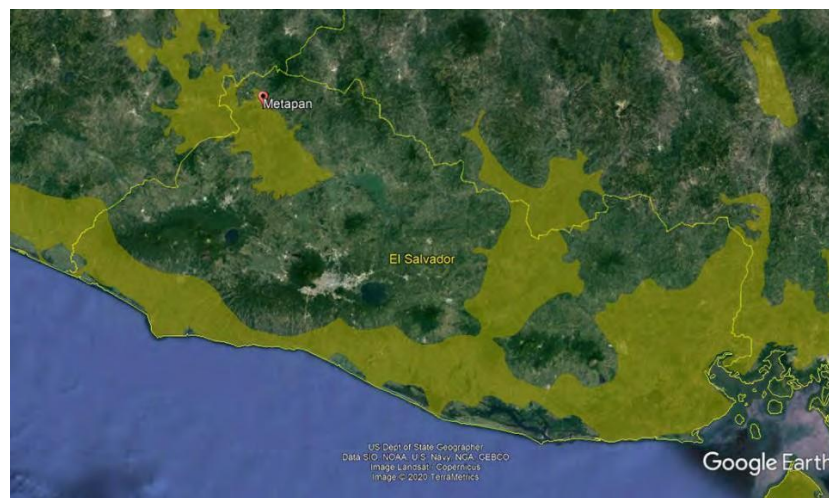 Metapan
El Salvador
US Dept of State Geographer
Data SIO, NOAA, U.S. Navy, NGA, GEBCO
Image Landsat / Copernicus
Image © 2020 TerraMetrics
Google Earth